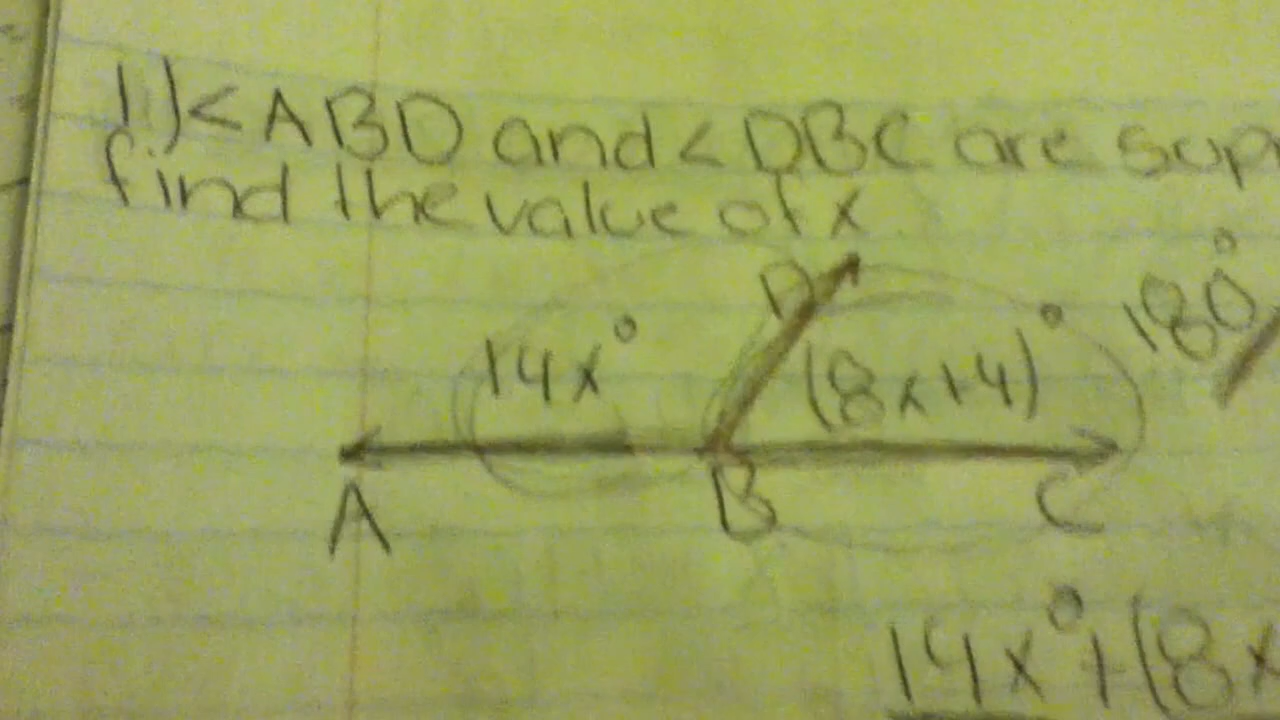 1.) <ABD and <DBC are sup
find the value of x
D
14x°
(8x+4)°
180°
A
B
C
14x°+(8x